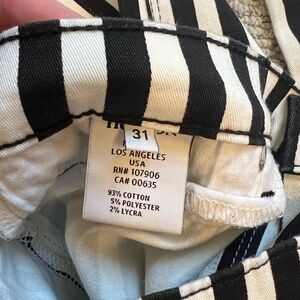 31
LOS ANGELES
USA
RN# 107906
CA# 00635
93% COTTON
5% POLYESTER
2% LYCRA